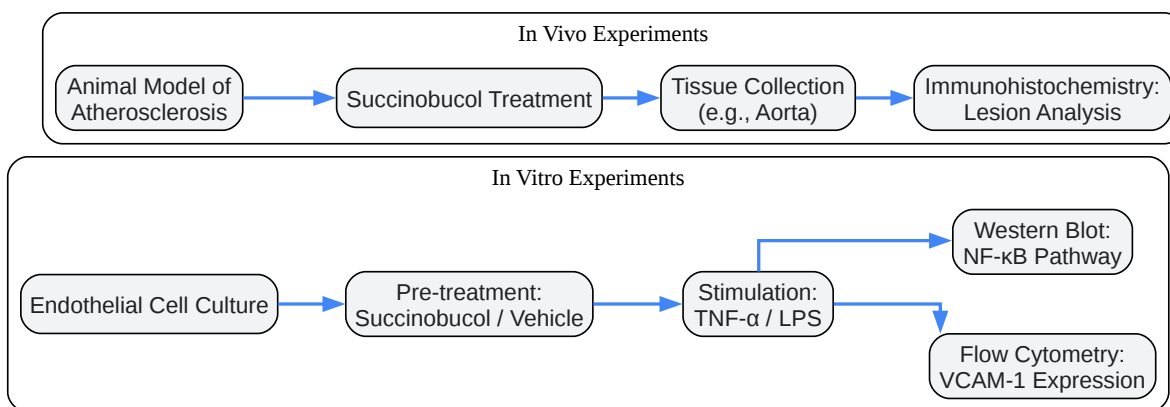 In Vivo Experiments
Animal Model of
Atherosclerosis
Succinobucol Treatment
Tissue Collection
(e.g., Aorta)
Immunohistochemistry:
Lesion Analysis
In Vitro Experiments
Endothelial Cell Culture
Pre-treatment:
Succinobucol / Vehicle
Stimulation:
TNF-α / LPS
Western Blot:
NF-κB Pathway
Flow Cytometry:
VCAM-1 Expression